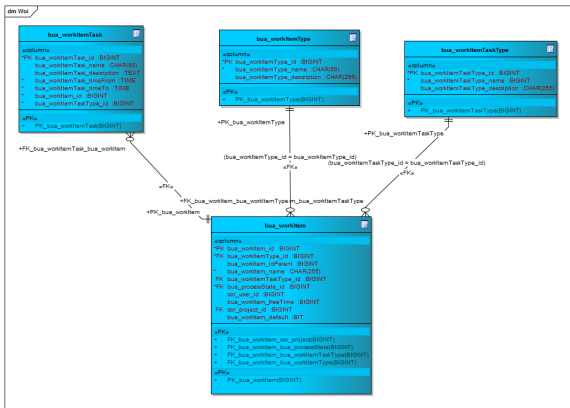 dm Woi
bua_workItemTask
«column»
*PK bua_workItemTask_id :BIGINT
* bua_workItemTask_name :CHAR(50)
bua_workItemTask_description :TEXT
* bua_workItemTask_timeFrom :TIME
* bua_workItemTask_timeTo :TIME
* bua_workItem_id :BIGINT
* bua_workItemTaskType_id :BIGINT
«PK»
+ PK_bua_workItemTask(BIGINT)
bua_workItemType
«column»
*PK bua_workItemType_id :BIGINT
* bua_workItemType_name :CHAR(50)
bua_workItemType_description :CHAR(255)
«PK»
+ PK_bua_workItemType(BIGINT)
bua_workItemTaskType
«column»
*PK bua_workItemTaskType_id :BIGINT
* bua_workItemTaskType_name :BIGINT
bua_workItemTaskType_description :CHAR(255)
«PK»
+ PK_bua_workItemTaskType(BIGINT)
+FK_bua_workItemTask_bua_workItem
+PK_bua_workItemType
+PK_bua_workItemTaskType
(bua_workItemType_id = bua_workItemType_id)
«FK»
(bua_workItemTaskType_id = bua_workItemTaskType_id)
«FK»
«FK»
+FK_bua_workItem_bua_workItemType
m_bua_workItemTaskType
+PK_bua_workItem
bua_workItem
«column»
*PK bua_workItem_id :BIGINT
*PK bua_workItemType_id :BIGINT
bua_workItem_idParent :BIGINT
* bua_workItem_name :CHAR(255)
FK bua_workItemTaskType_id :BIGINT
*PK bua_processState_id :BIGINT
cor_user_id :BIGINT
bua_workItem_freeTime :BIGINT
FK cor_project_id :BIGINT
bua_workItem_default :BIT
«FK»
+ FK_bua_workItem_cor_project(BIGINT)
+ FK_bua_workItem_bus_processState(BIGINT)
+ FK_bua_workItem_bua_workItemTaskType(BIGINT)
+ FK_bua_workItem_bua_workItemType(BIGINT)
«PK»
+ PK_bua_workItem(BIGINT)